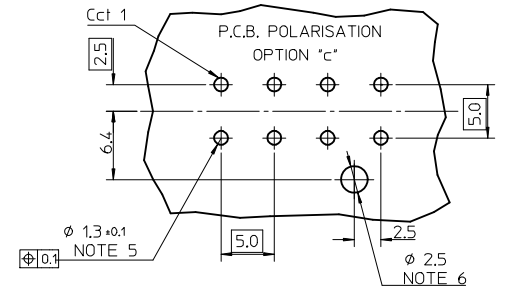 Cct 1
P.C.B. POLARISATION
OPTION "c"
2.5
5.0
6.4
Ø 1.3 ±0.1
NOTE 5
⌖ 0.1
5.0
2.5
Ø 2.5
NOTE 6